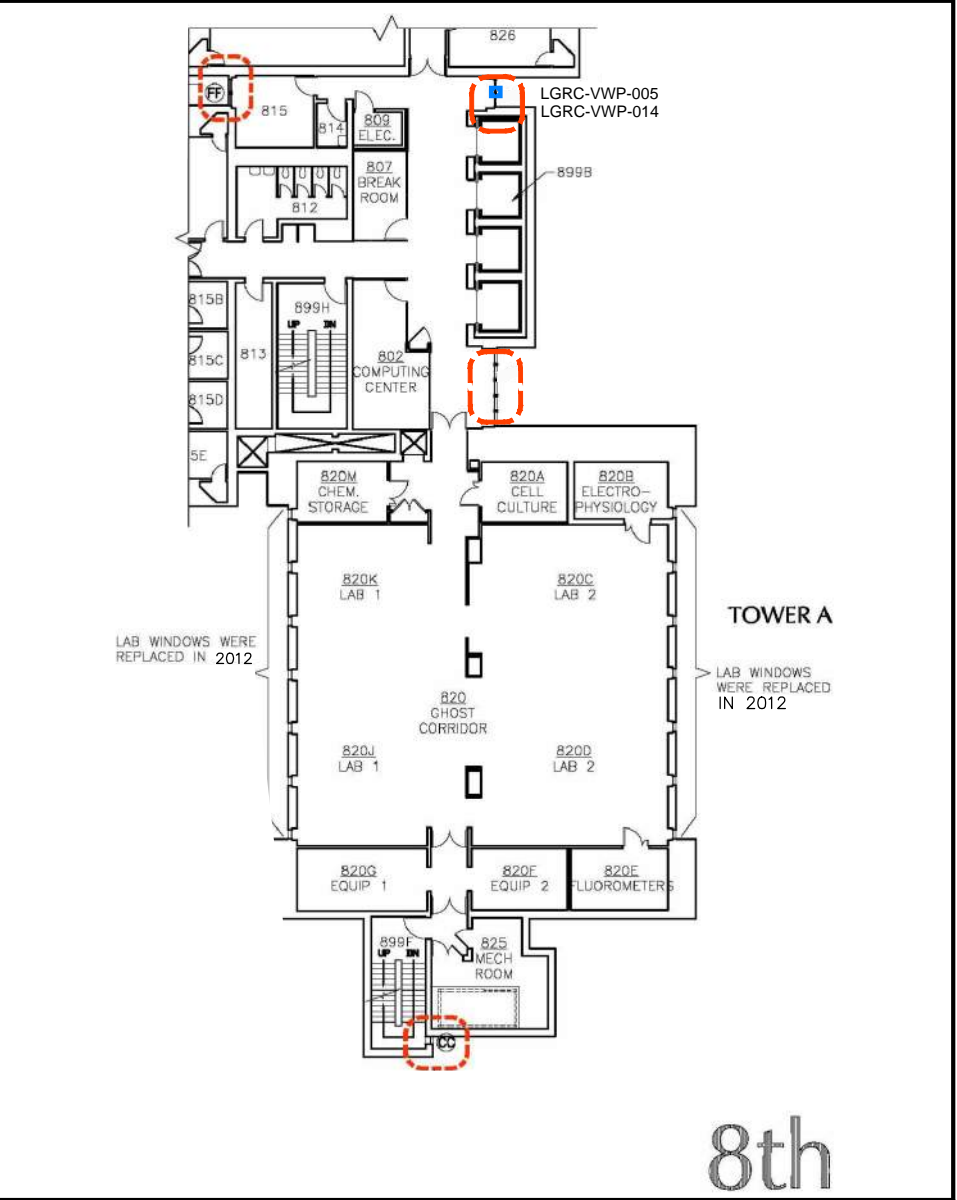 826
FF
815
814
809
ELEC.
LGRC-VWP-005
LGRC-VWP-014
807
BREAK
ROOM
899B
812
815B
899H
UP DN
815C
813
802
COMPUTING
CENTER
815D
5E
820M
CHEM.
STORAGE
820A
CELL
CULTURE
820B
ELECTRO-
PHYSIOLOGY
820K
LAB 1
820C
LAB 2
TOWER A
LAB WINDOWS WERE
REPLACED IN 2012
LAB WINDOWS
WERE REPLACED
IN 2012
820
GHOST
CORRIDOR
820J
LAB 1
820D
LAB 2
820G
EQUIP 1
820F
EQUIP 2
820E
FLUOROMETERS
899F
UP DN
825
MECH
ROOM
CC
8th